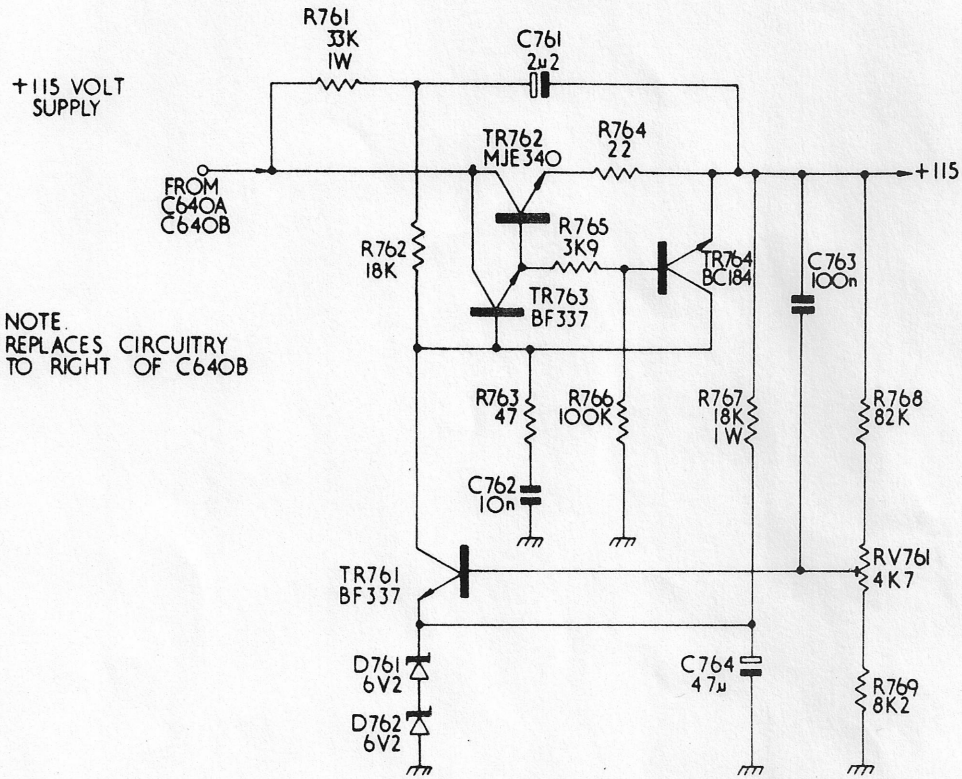 R761
33K
1W
C761
2µ2
+115 VOLT
SUPPLY
TR762
MJE340
R764
22
+115
FROM
C640A
C640B
R765
3K9
R762
18K
TR764
BC184
C763
100n
TR763
BF337
NOTE.
REPLACES CIRCUITRY
TO RIGHT OF C640B
R763
47
R766
100K
R767
18K
1W
R768
82K
C762
10n
TR761
BF337
RV761
4K7
D761
6V2
C764
47µ
R769
8K2
D762
6V2